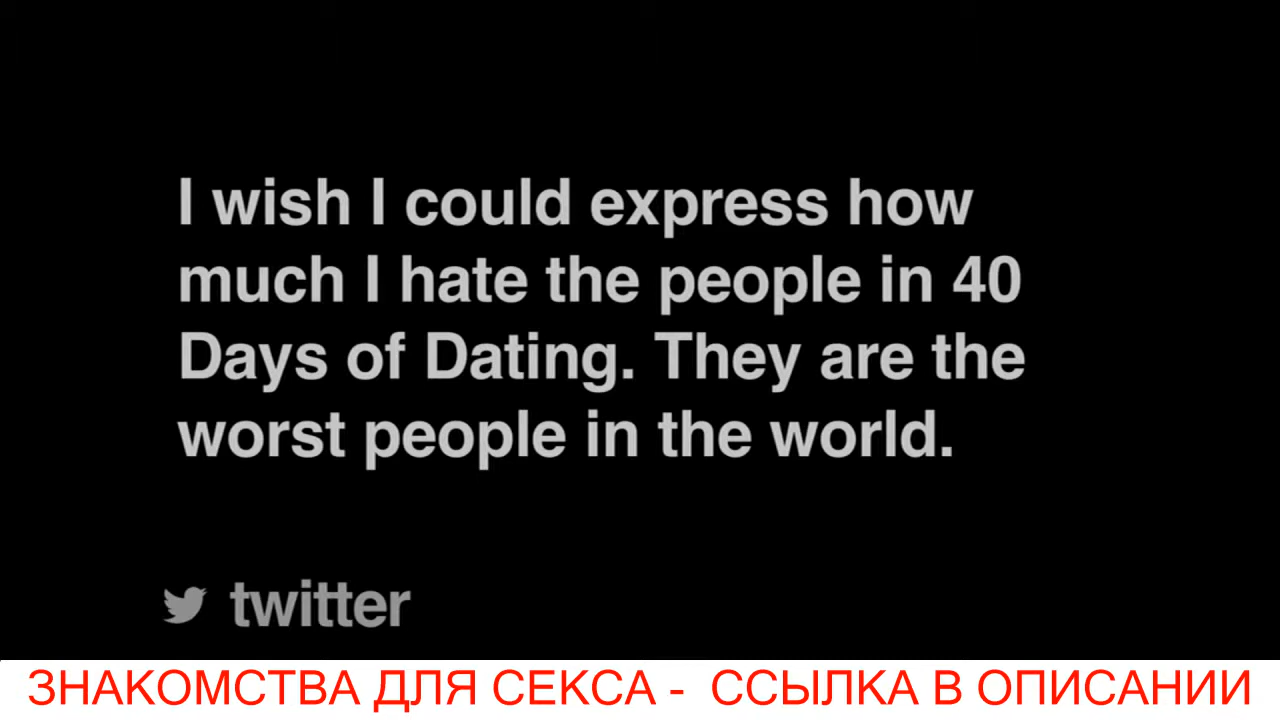 I wish I could express how
much I hate the people in 40
Days of Dating. They are the
worst people in the world.
twitter
ЗНАКОМСТВА ДЛЯ СЕКСА - ССЫЛКА В ОПИСАНИИ